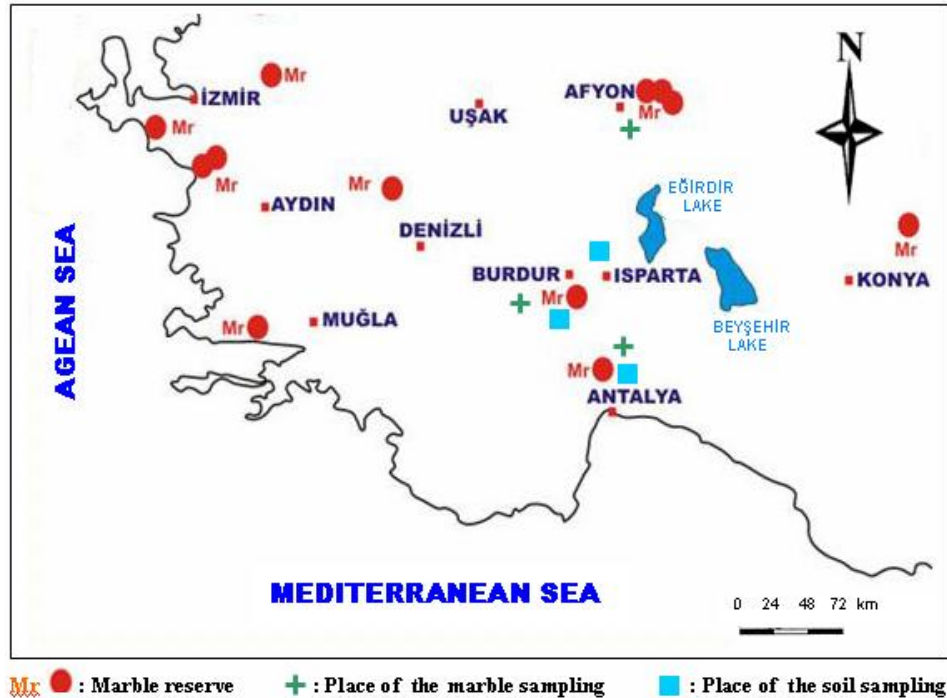 N
Mr
İZMİR
AFYON
UŞAK
Mr
Mr
Mr
Mr
EĞİRDİR
LAKE
AYDIN
DENİZLİ
Mr
BURDUR
ISPARTA
KONYA
Mr
MUĞLA
Mr
BEYŞEHİR
LAKE
Mr
ANTALYA
AGEAN SEA
MEDITERRANEAN SEA
0 24 48 72 km
Mr : Marble reserve + : Place of the marble sampling : Place of the soil sampling